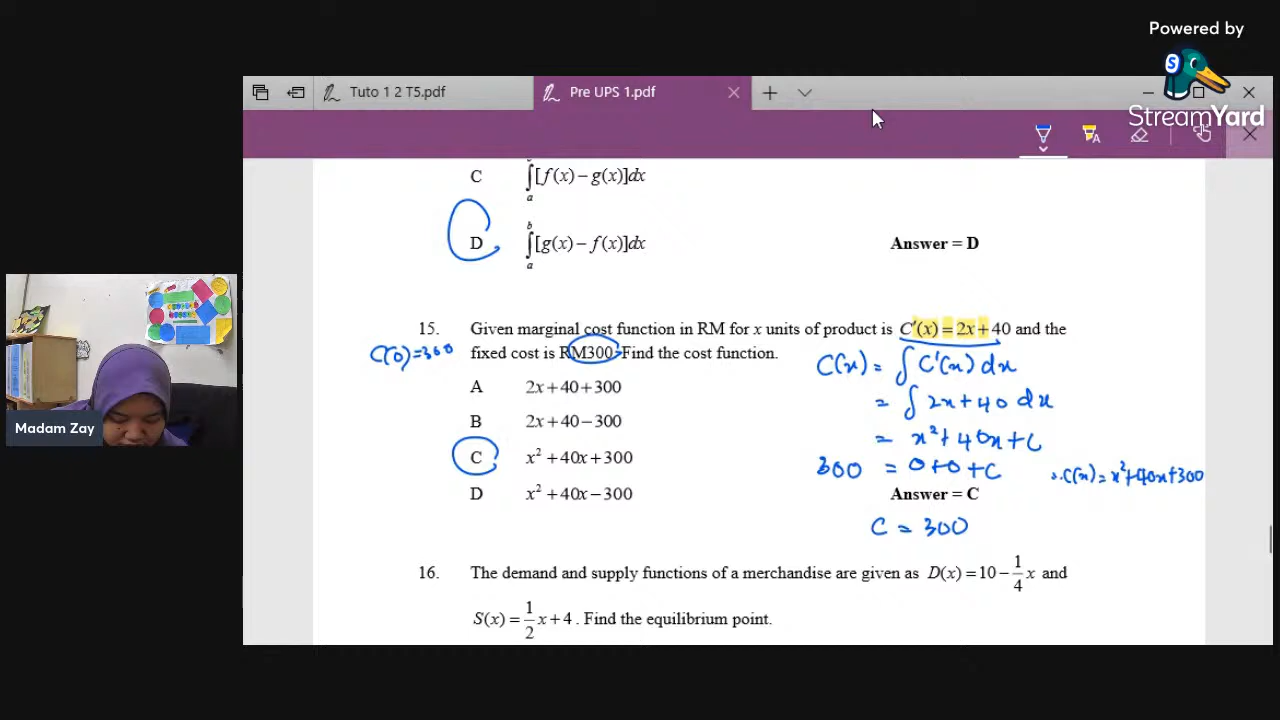 Powered by
StreamYard
Tuto 1 2 T5.pdf
Pre UPS 1.pdf
C ∫ₐ [f(x) − g(x)]dx
D ∫ₐᵇ [g(x) − f(x)]dx
Answer = D
15. Given marginal cost function in RM for x units of product is C'(x) = 2x + 40 and the
C(0)=300
fixed cost is RM300. Find the cost function.
C(x) = ∫ C'(x) dx
A 2x + 40 + 300
= ∫ 2x + 40 dx
B 2x + 40 − 300
= x² + 40x + C
C x² + 40x + 300
300 = 0 + 0 + C
∴ C(x) = x² + 40x + 300
D x² + 40x − 300
Answer = C
C = 300
16. The demand and supply functions of a merchandise are given as D(x) = 10 − 1/4 x and
S(x) = 1/2 x + 4. Find the equilibrium point.
Madam Zay